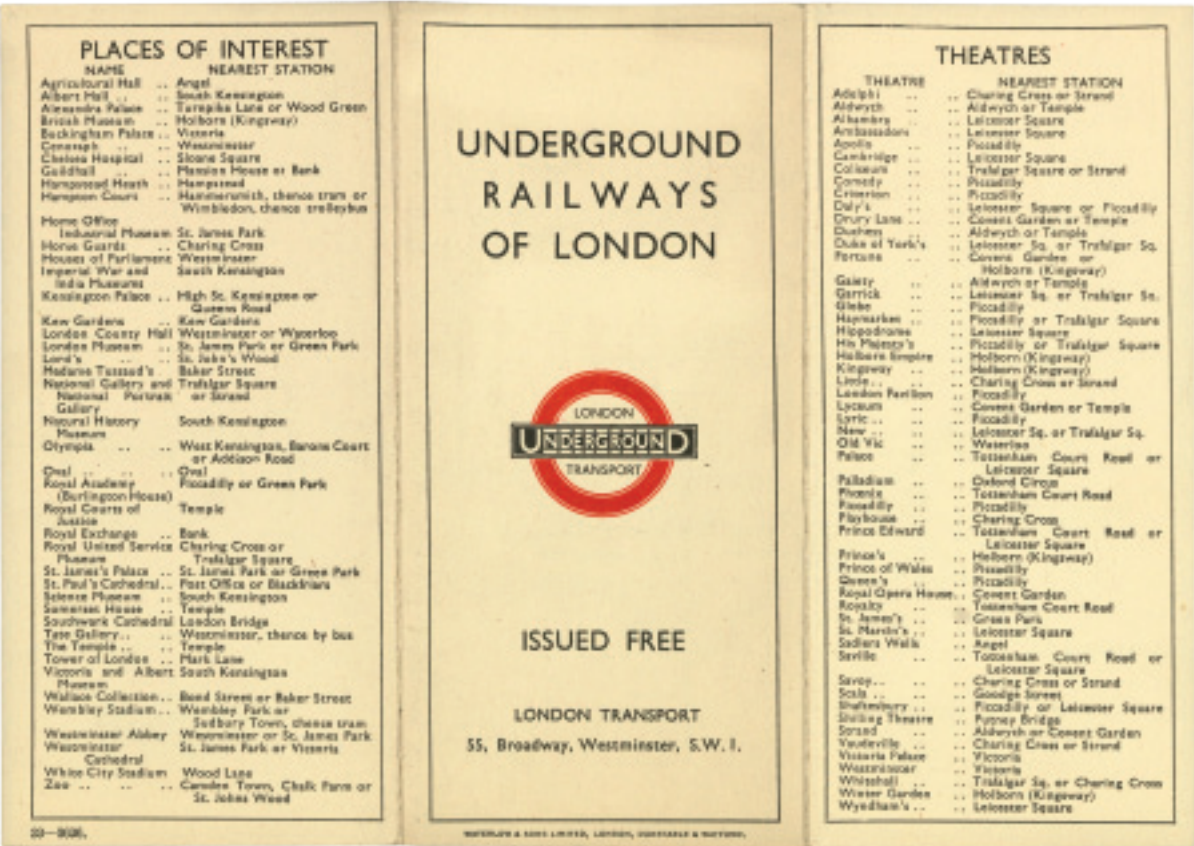 PLACES OF INTEREST
NAME NEAREST STATION
Agricultural Hall .. Angel
Albert Hall .. .. South Kensington
Alexandra Palace .. Turnpike Lane or Wood Green
British Museum .. Holborn (Kingsway)
Buckingham Palace .. Victoria
Cenotaph .. .. Westminster
Chelsea Hospital .. Sloane Square
Guildhall .. .. Mansion House or Bank
Hampstead Heath .. Hampstead
Hampton Court .. Hammersmith, thence tram or
Wimbledon, thence trolleybus
Home Office
Industrial Museum St. James Park
Horse Guards .. Charing Cross
Houses of Parliament Westminster
Imperial War and South Kensington
India Museums
Kensington Palace .. High St. Kensington or
Queens Road
Kew Gardens .. Kew Gardens
London County Hall Westminster or Waterloo
London Museum .. St. James Park or Green Park
Lord's .. .. St. John's Wood
Madame Tussaud's .. Baker Street
National Gallery and Trafalgar Square
National Portrait or Strand
Gallery
Natural History South Kensington
Museum
Olympia .. .. West Kensington, Barons Court
or Addison Road
Oval .. .. .. Oval
Royal Academy Piccadilly or Green Park
(Burlington House)
Royal Courts of Temple
Justice
Royal Exchange .. Bank
Royal United Service Charing Cross or
Museum Trafalgar Square
St. James's Palace .. St. James Park or Green Park
St. Paul's Cathedral .. Post Office or Blackfriars
Science Museum .. South Kensington
Somerset House .. Temple
Southwark Cathedral London Bridge
Tate Gallery .. .. Westminster, thence by bus
The Temple .. .. Temple
Tower of London .. Mark Lane
Victoria and Albert South Kensington
Museum
Wallace Collection .. Bond Street or Baker Street
Wembley Stadium .. Wembley Park or
Sudbury Town, thence tram
Westminster Abbey Westminster or St. James Park
Westminster St. James Park or Victoria
Cathedral
White City Stadium Wood Lane
Zoo .. .. .. Camden Town, Chalk Farm or
St. Johns Wood
UNDERGROUND
RAILWAYS
OF LONDON
LONDON
UNDERGROUND
TRANSPORT
ISSUED FREE
LONDON TRANSPORT
55, Broadway, Westminster, S.W.1.
THEATRES
THEATRE NEAREST STATION
Adelphi .. .. Charing Cross or Strand
Aldwych .. .. Aldwych or Temple
Alhambra .. .. Leicester Square
Ambassadors .. Leicester Square
Apollo .. .. Piccadilly
Cambridge .. .. Leicester Square
Coliseum .. .. Trafalgar Square or Strand
Comedy .. .. Piccadilly
Criterion .. .. Piccadilly
Daly's .. .. Leicester Square or Piccadilly
Drury Lane .. .. Covent Garden or Temple
Duchess .. .. Aldwych or Temple
Duke of York's .. Leicester Sq. or Trafalgar Sq.
Fortune .. .. Covent Garden or
Holborn (Kingsway)
Gaiety .. .. Aldwych or Temple
Garrick .. .. Leicester Sq. or Trafalgar Sq.
Globe .. .. Piccadilly
Haymarket .. .. Piccadilly or Trafalgar Square
Hippodrome .. Leicester Square
His Majesty's .. Piccadilly or Trafalgar Square
Holborn Empire .. Holborn (Kingsway)
Kingsway .. .. Holborn (Kingsway)
Little .. .. .. Charing Cross or Strand
London Pavilion .. Piccadilly
Lyceum .. .. Covent Garden or Temple
Lyric .. .. .. Piccadilly
New .. .. .. Leicester Sq. or Trafalgar Sq.
Old Vic .. .. Waterloo
Palace .. .. Tottenham Court Road or
Leicester Square
Palladium .. .. Oxford Circus
Phoenix .. .. Tottenham Court Road
Piccadilly .. .. Piccadilly
Playhouse .. .. Charing Cross
Prince Edward .. Tottenham Court Road or
Leicester Square
Prince's .. .. Holborn (Kingsway)
Prince of Wales .. Piccadilly
Queen's .. .. Piccadilly
Royal Opera House .. Covent Garden
Royalty .. .. Tottenham Court Road
St. James's .. .. Green Park
St. Martin's .. .. Leicester Square
Sadlers Wells .. Angel
Saville .. .. Tottenham Court Road or
Leicester Square
Savoy .. .. .. Charing Cross or Strand
Scala .. .. .. Goodge Street
Shaftesbury .. .. Piccadilly or Leicester Square
Shilling Theatre .. Putney Bridge
Strand .. .. Aldwych or Covent Garden
Vaudeville .. .. Charing Cross or Strand
Victoria Palace .. Victoria
Westminster .. Victoria
Whitehall .. .. Trafalgar Sq. or Charing Cross
Winter Garden .. Holborn (Kingsway)
Wyndham's .. .. Leicester Square
WATERLOW & SONS LIMITED, LONDON, DUNSTABLE & WATFORD.